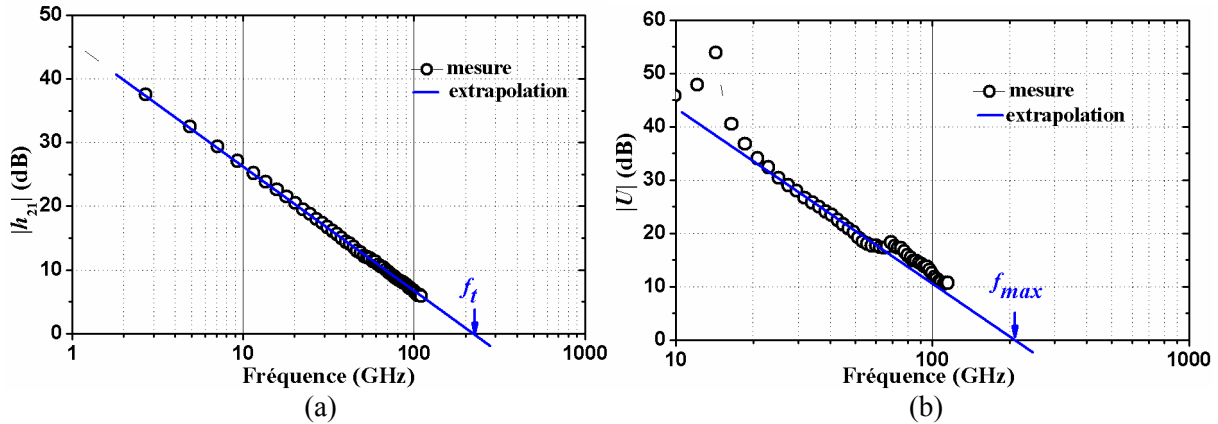 50
40
30
20
10
0
|h21| (dB)
mesure
extrapolation
ft
1
10
100
1000
Fréquence (GHz)
(a)
60
50
40
30
20
10
0
|U| (dB)
mesure
extrapolation
fmax
10
100
1000
Fréquence (GHz)
(b)